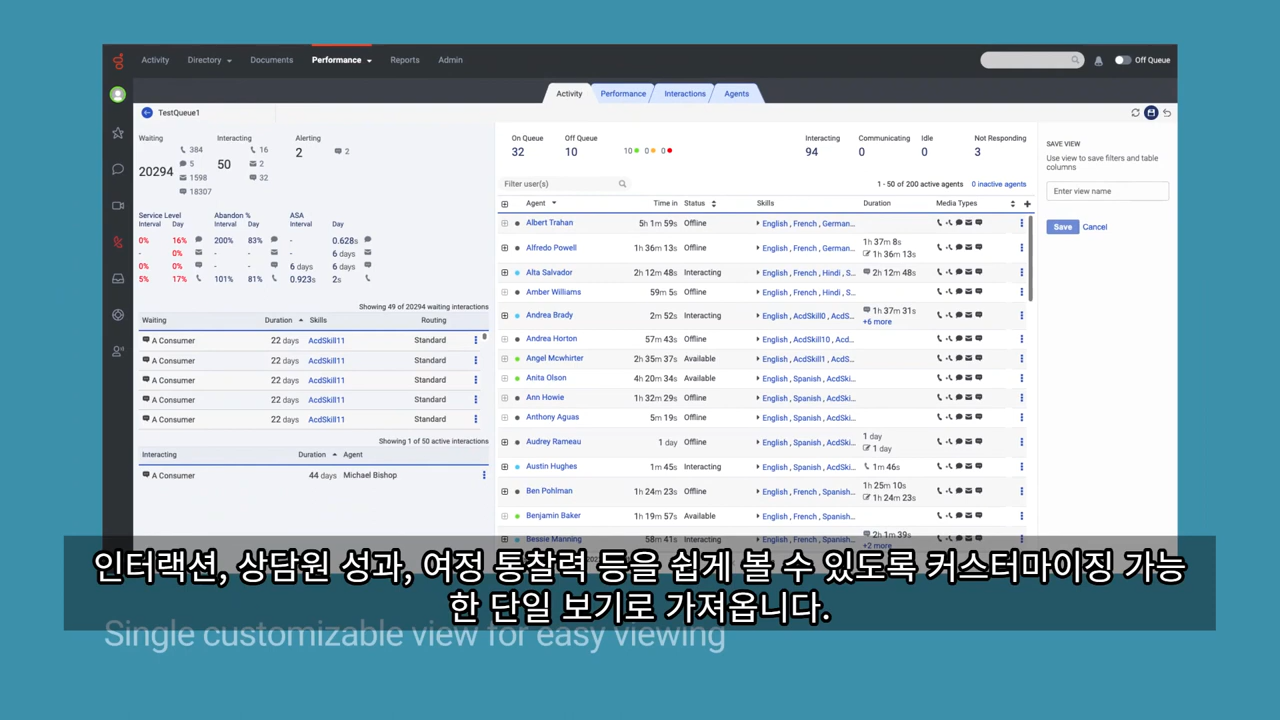 Activity Directory Documents Performance Reports Admin Off Queue
Activity Performance Interactions Agents
TestQueue1
Waiting Interacting Alerting
20294 384 5 1598 18307 50 16 2 32 2 2
Service Level Abandon % ASA
Interval Day Interval Day Interval Day
0% 16% 200% 83% - 0.628s
- 0% - - - 6 days
0% 0% - - 6 days 6 days
5% 17% 101% 81% 0.923s 2s
Showing 49 of 20294 waiting interactions
Waiting Duration Skills Routing
A Consumer 22 days AcdSkill11 Standard
A Consumer 22 days AcdSkill11 Standard
A Consumer 22 days AcdSkill11 Standard
A Consumer 22 days AcdSkill11 Standard
A Consumer 22 days AcdSkill11 Standard
Showing 1 of 50 active interactions
Interacting Duration Agent
A Consumer 44 days Michael Bishop
On Queue Off Queue Interacting Communicating Idle Not Responding
32 10 10 0 0 94 0 0 3
Filter user(s) 1 - 50 of 200 active agents 0 inactive agents
Agent Time in Status Skills Duration Media Types
Albert Trahan 5h 1m 59s Offline English , French , German...
Alfredo Powell 1h 36m 13s Offline English , French , German... 1h 37m 8s
1h 36m 13s
Alta Salvador 2h 12m 48s Interacting English , French , Hindi , S... 2h 12m 48s
Amber Williams 59m 5s Offline English , French , Hindi , S...
Andrea Brady 2m 52s Interacting English , AcdSkill0 , AcdSki... 1h 37m 31s
+6 more
Andrea Horton 57m 43s Offline English , AcdSkill10 , Acd...
Angel Mcwhirter 2h 35m 37s Available English , AcdSkill1 , AcdS...
Anita Olson 4h 20m 34s Available English , Spanish , AcdSki...
Ann Howie 1h 32m 29s Offline English , Spanish , AcdSki...
Anthony Aguas 5m 19s Offline English , Spanish , AcdSki...
Audrey Rameau 1 day Offline English , Spanish , AcdSki... 1 day
1 day
Austin Hughes 1m 45s Interacting English , Spanish , AcdSki... 1m 46s
Ben Pohlman 1h 24m 23s Offline English , French , Spanish... 1h 25m 10s
1h 24m 23s
Benjamin Baker 1h 19m 57s Available English , French , Spanish...
Bessie Manning 58m 41s Interacting English , French , Spanish... 2h 1m 39s
+2 more
SAVE VIEW
Use view to save filters and table
columns
Enter view name
Save Cancel
인터랙션, 상담원 성과, 여정 통찰력 등을 쉽게 볼 수 있도록 커스터마이징 가능
한 단일 보기로 가져옵니다.
Single customizable view for easy viewing